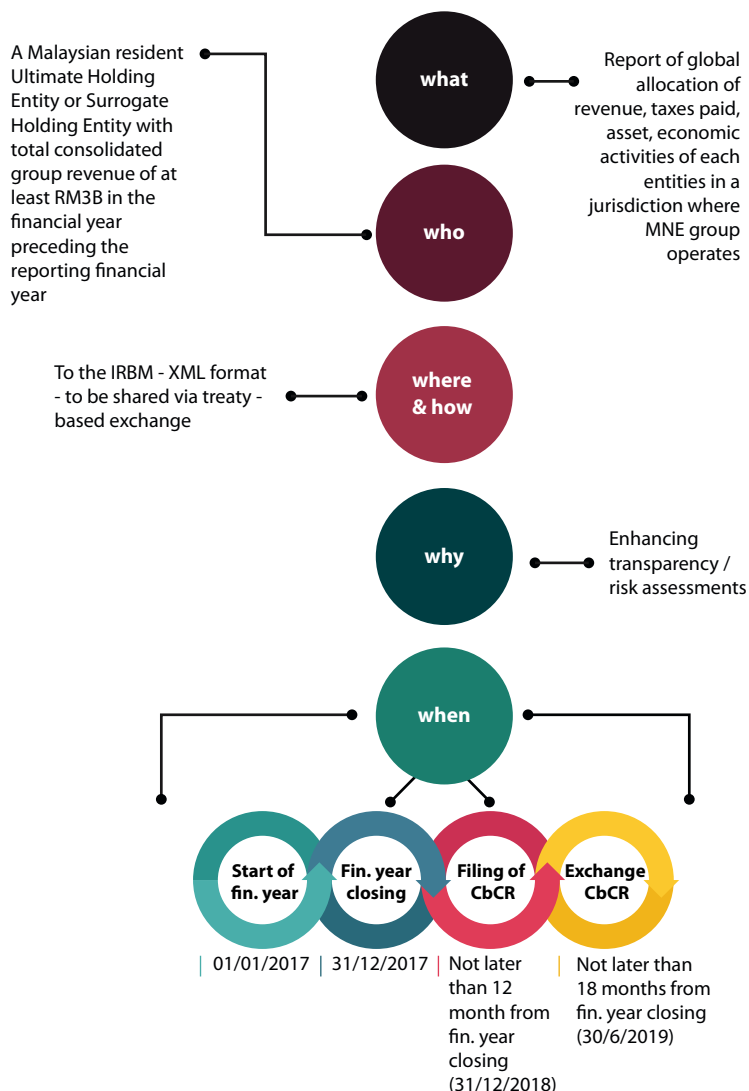 what
Report of global
allocation of
revenue, taxes paid,
asset, economic
activities of each
entities in a
jurisdiction where
MNE group
operates
A Malaysian resident
Ultimate Holding
Entity or Surrogate
Holding Entity with
total consolidated
group revenue of at
least RM3B in the
financial year
preceding the
reporting financial
year
who
To the IRBM - XML format
- to be shared via treaty -
based exchange
where
& how
why
Enhancing
transparency /
risk assessments
when
Start of
fin. year
01/01/2017
Fin. year
closing
31/12/2017
Filing of
CbCR
Not later
than 12
month from
fin. year
closing
(31/12/2018)
Exchange
CbCR
Not later than
18 months from
fin. year closing
(30/6/2019)